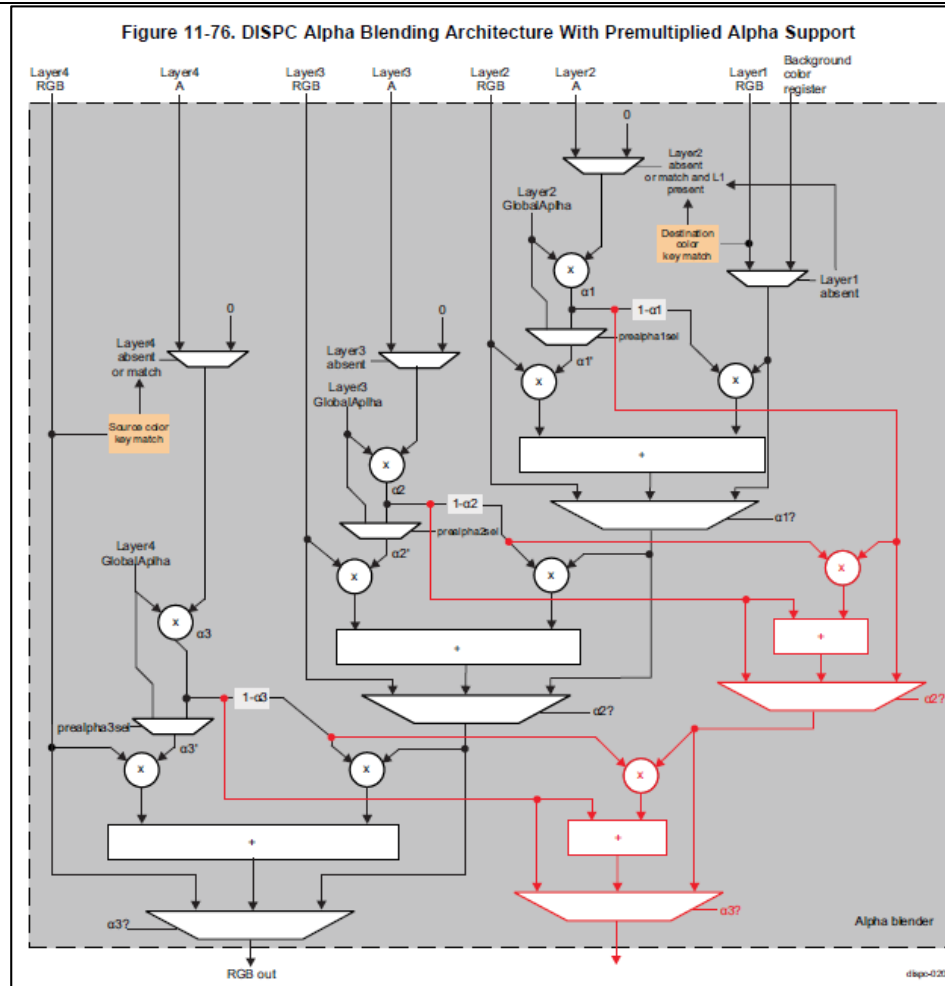 Figure 11-76. DISPC Alpha Blending Architecture With Premultiplied Alpha Support
Layer4
RGB
Layer4
A
Layer3
RGB
Layer3
A
Layer2
RGB
Layer2
A
Layer1
RGB
Background
color
register
0
Layer2
absent
or match and L1
present
Layer2
GlobalAplha
Destination
color
key match
x
α1
Layer1
absent
0
0
1-α1
prealpha1sel
Layer4
absent
or match
Layer3
absent
α1'
x
x
Layer3
GlobalAplha
Source color
key match
+
x
α2
1-α2
α1?
prealpha2sel
Layer4
GlobalAplha
α2'
x
x
x
x
α3
+
+
1-α3
α2?
α2?
prealpha3sel
α3'
x
x
x
+
+
α3?
α3?
Alpha blender
RGB out
dispc-020